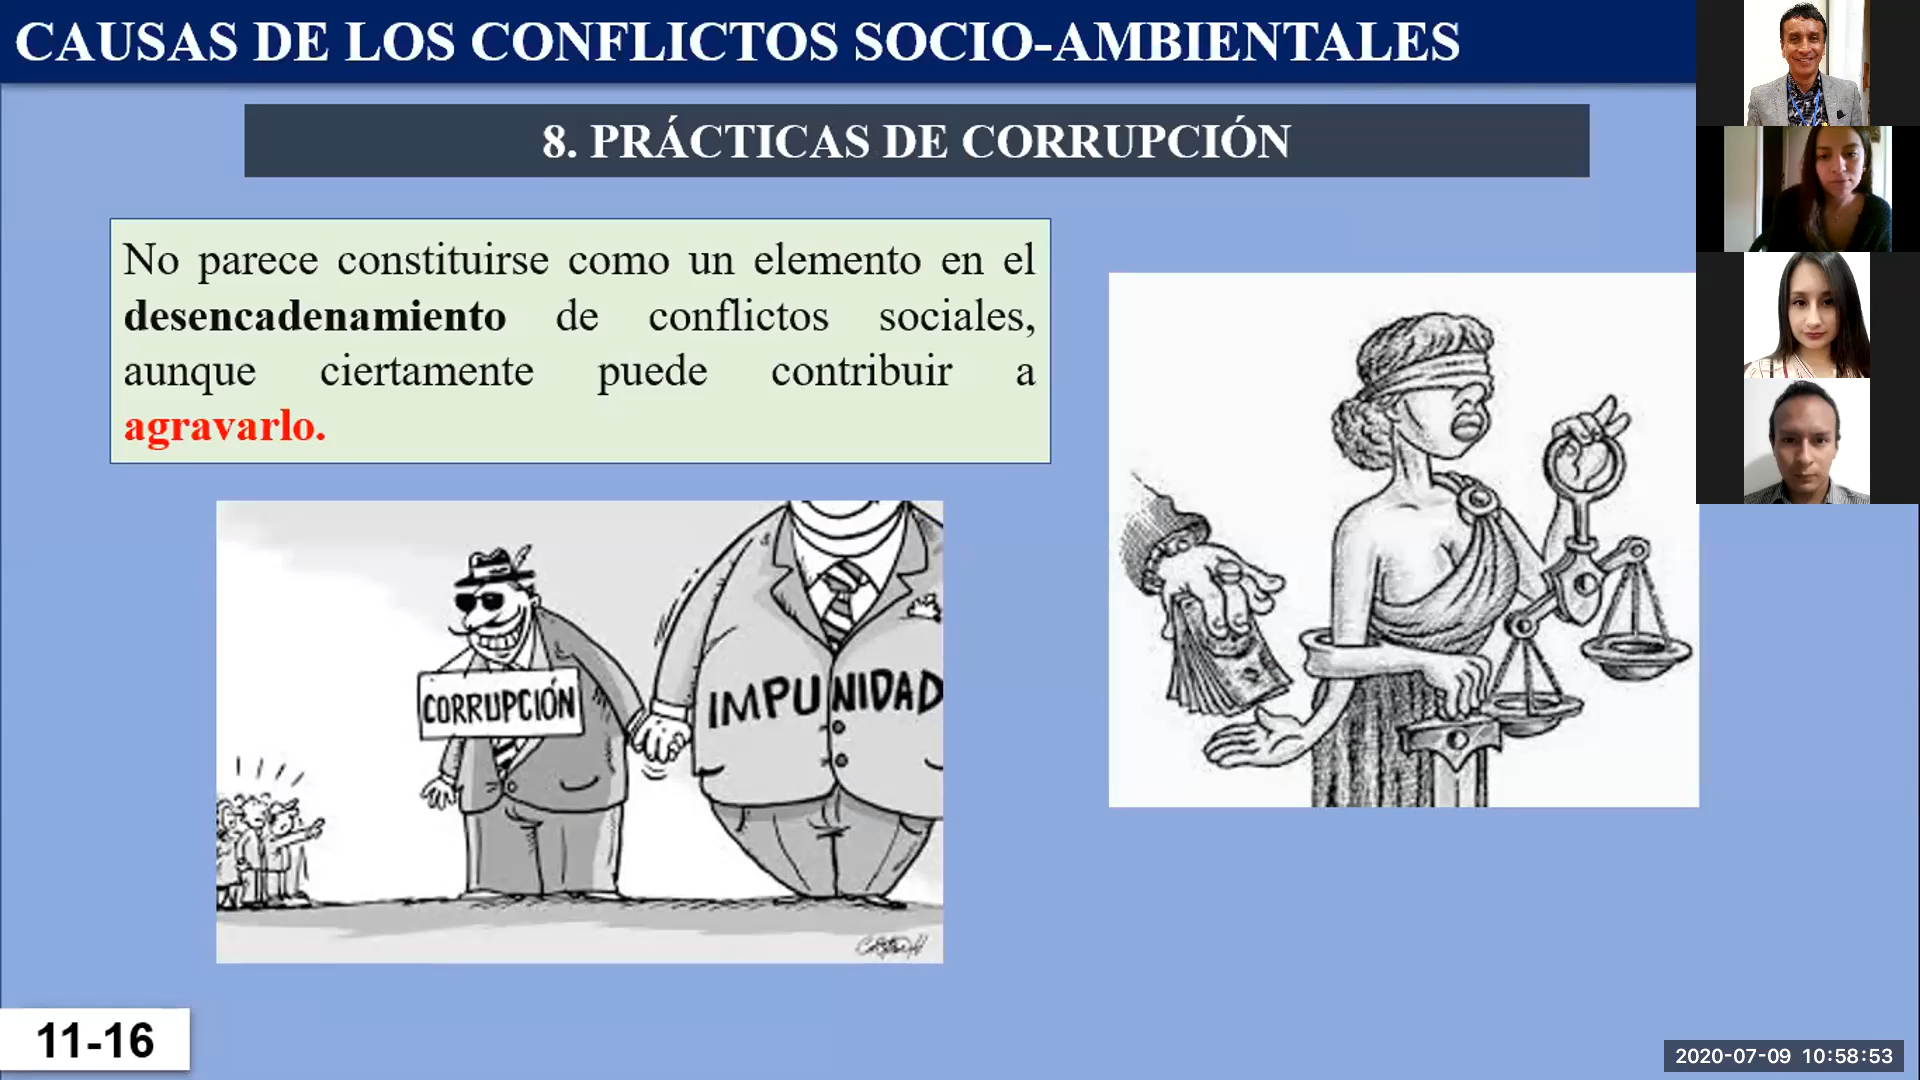 CAUSAS DE LOS CONFLICTOS SOCIO-AMBIENTALES
8. PRÁCTICAS DE CORRUPCIÓN
No parece constituirse como un elemento en el
desencadenamiento de conflictos sociales,
aunque ciertamente puede contribuir a
agravarlo.
CORRUPCIÓN
IMPUNIDAD
11-16
2020-07-09 10:58:53